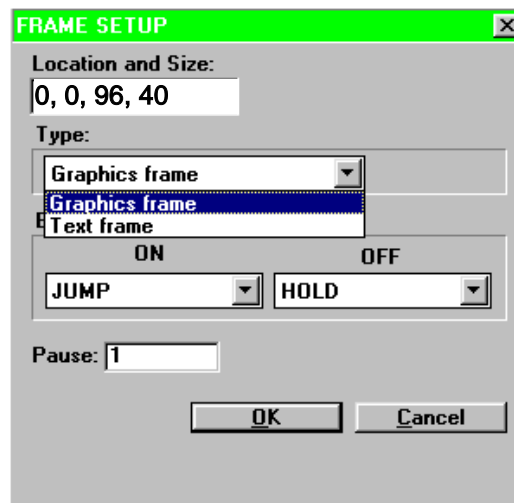 FRAME SETUP
Location and Size:
0, 0, 96, 40
Type:
Graphics frame
Graphics frame
Text frame
ON OFF
JUMP HOLD
Pause: 1
OK Cancel